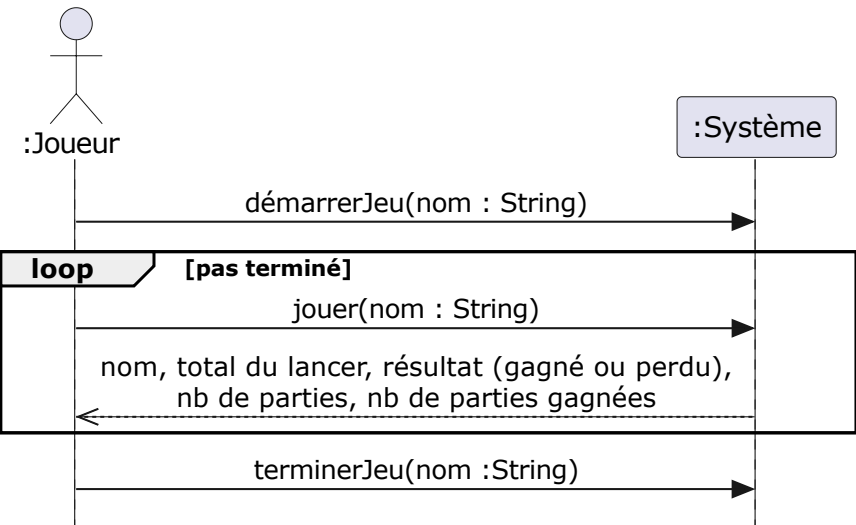 :Joueur
:Système
démarrerJeu(nom : String)
loop
[pas terminé]
jouer(nom : String)
nom, total du lancer, résultat (gagné ou perdu),
nb de parties, nb de parties gagnées
terminerJeu(nom :String)